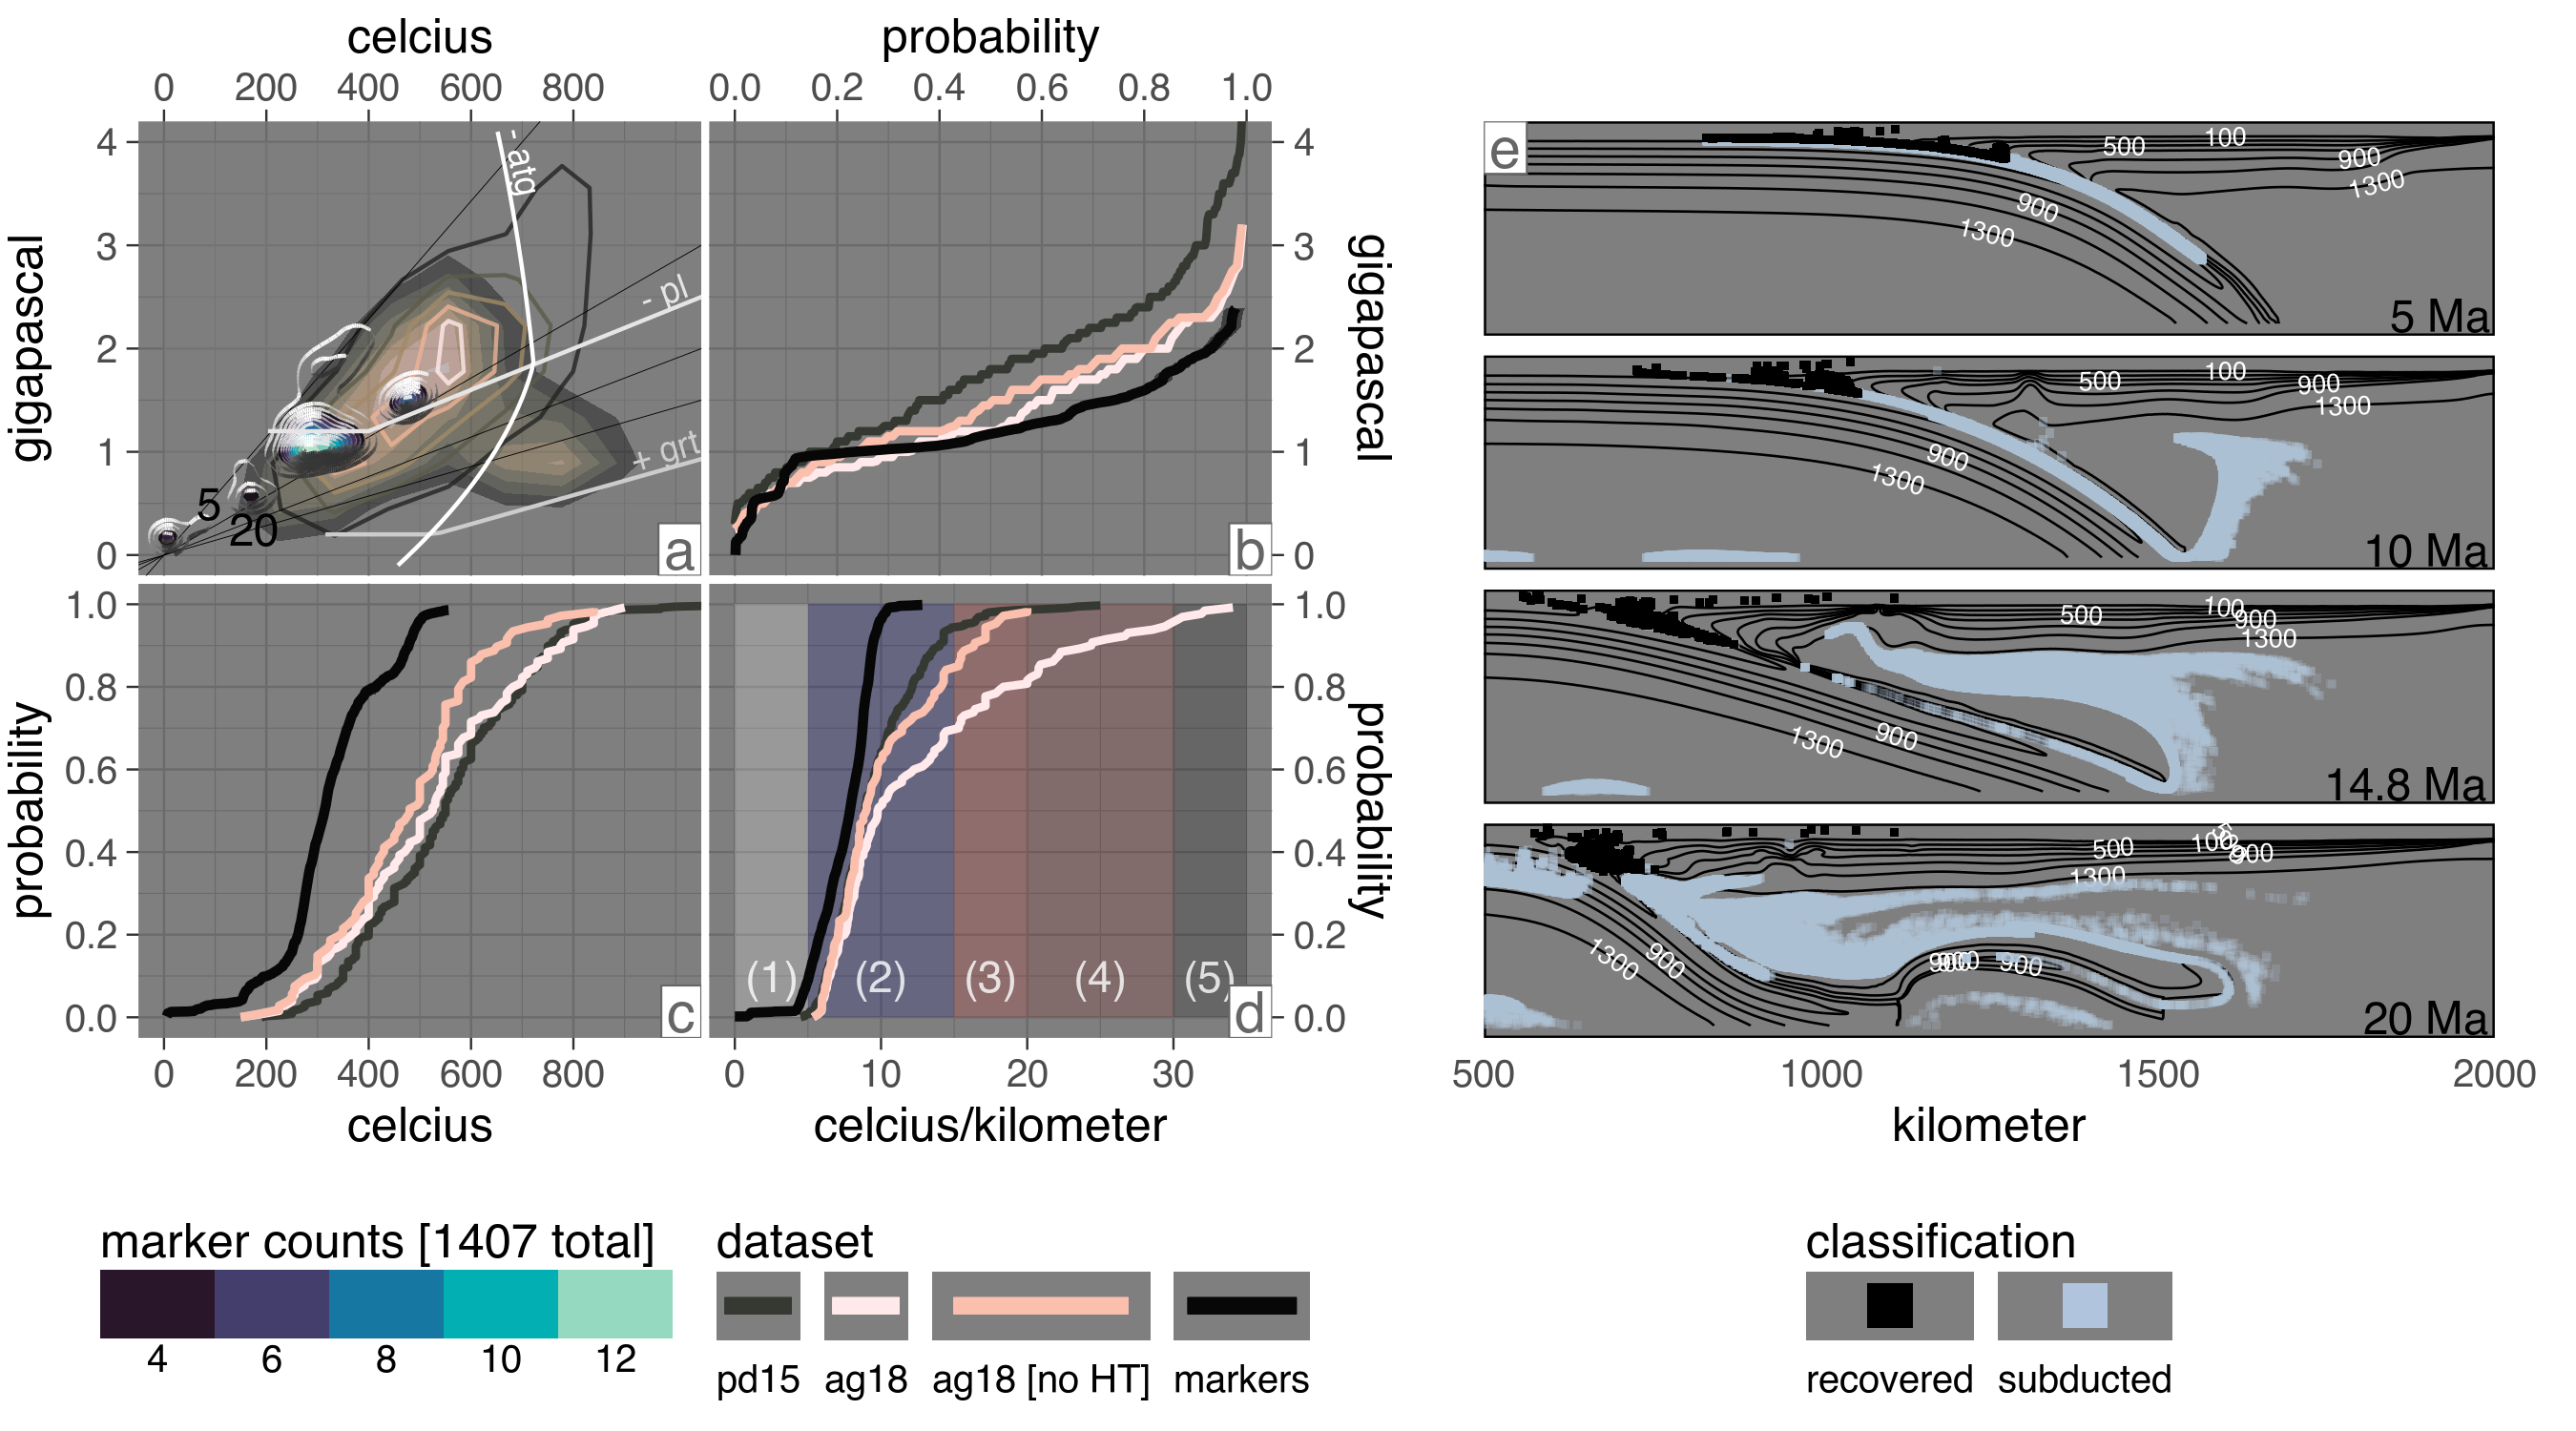 celcius
probability
0 200 400 600 800
0.0 0.2 0.4 0.6 0.8 1.0
gigapascal
4
3
2
1
0
- atg
- pl
+ grt
5
20
a
b
4
3
2
1
0
gigapascal
probability
1.0
0.8
0.6
0.4
0.2
0.0
c
(1) (2) (3) (4) (5)
d
1.0
0.8
0.6
0.4
0.2
0.0
probability
0 200 400 600 800
0 10 20 30
celcius
celcius/kilometer
e
100
500
900
1300
900
1300
5 Ma
100
500
900
1300
900
1300
10 Ma
100
500
900
1300
900
1300
14.8 Ma
100
500
900
1300
1300
900
900
20 Ma
500 1000 1500 2000
kilometer
marker counts [1407 total]
4 6 8 10 12
dataset
pd15 ag18 ag18 [no HT] markers
classification
recovered subducted